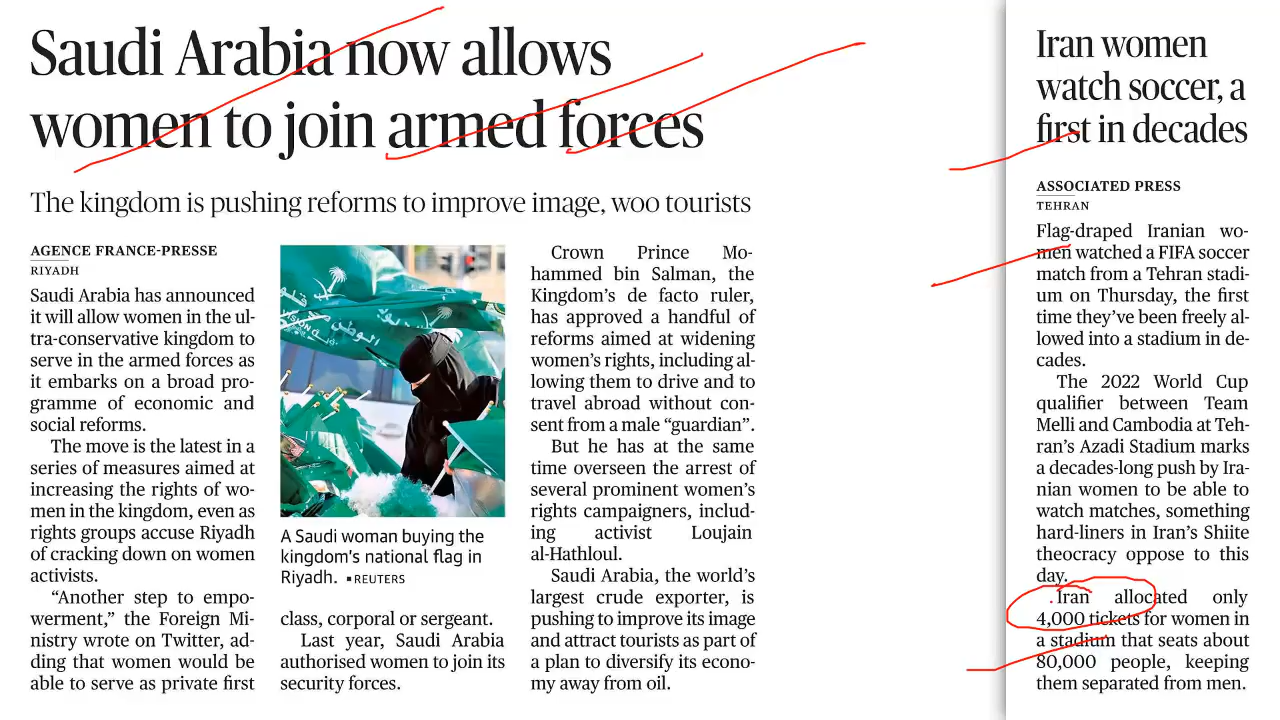 Saudi Arabia now allows
women to join armed forces
The kingdom is pushing reforms to improve image, woo tourists
AGENCE FRANCE-PRESSE
RIYADH
Saudi Arabia has announced
it will allow women in the ul-
tra-conservative kingdom to
serve in the armed forces as
it embarks on a broad pro-
gramme of economic and
social reforms.
The move is the latest in a
series of measures aimed at
increasing the rights of wo-
men in the kingdom, even as
rights groups accuse Riyadh
of cracking down on women
activists.
“Another step to empo-
werment,” the Foreign Mi-
nistry wrote on Twitter, ad-
ding that women would be
able to serve as private first
A Saudi woman buying the
kingdom's national flag in
Riyadh. ▪REUTERS
class, corporal or sergeant.
Last year, Saudi Arabia
authorised women to join its
security forces.
Crown Prince Mo-
hammed bin Salman, the
Kingdom's de facto ruler,
has approved a handful of
reforms aimed at widening
women's rights, including al-
lowing them to drive and to
travel abroad without con-
sent from a male “guardian”.
But he has at the same
time overseen the arrest of
several prominent women's
rights campaigners, includ-
ing activist Loujain
al-Hathloul.
Saudi Arabia, the world's
largest crude exporter, is
pushing to improve its image
and attract tourists as part of
a plan to diversify its econo-
my away from oil.
Iran women
watch soccer, a
first in decades
ASSOCIATED PRESS
TEHRAN
Flag-draped Iranian wo-
men watched a FIFA soccer
match from a Tehran stadi-
um on Thursday, the first
time they've been freely al-
lowed into a stadium in de-
cades.
The 2022 World Cup
qualifier between Team
Melli and Cambodia at Teh-
ran's Azadi Stadium marks
a decades-long push by Ira-
nian women to be able to
watch matches, something
hard-liners in Iran's Shiite
theocracy oppose to this
day.
Iran allocated only
4,000 tickets for women in
a stadium that seats about
80,000 people, keeping
them separated from men.